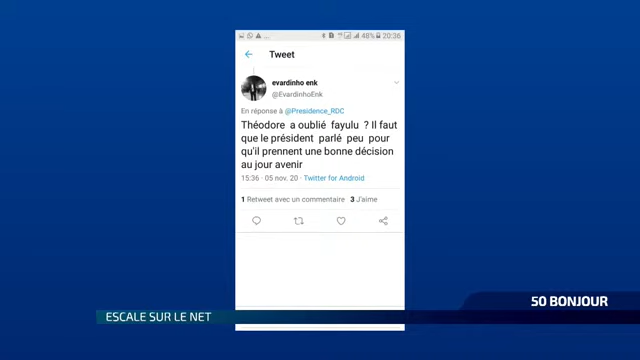 48% 20:36
Tweet
evardinho enk
@EvardinhoEnk
En réponse à @Presidence_RDC
Théodore a oublié fayulu ? Il faut
que le président parlé peu pour
qu'il prennent une bonne décision
au jour avenir
15:36 · 05 nov. 20 · Twitter for Android
1 Retweet avec un commentaire 3 J'aime
50 BONJOUR
ESCALE SUR LE NET